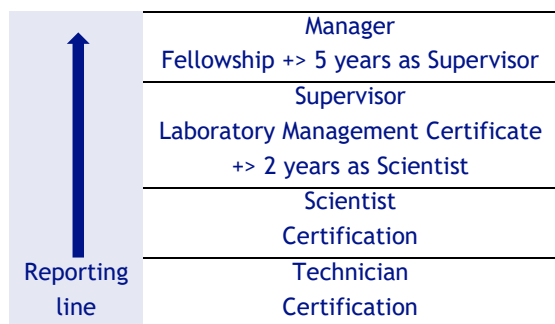 Manager
Fellowship +> 5 years as Supervisor
Supervisor
Laboratory Management Certificate
+> 2 years as Scientist
Scientist
Certification
Reporting
line
Technician
Certification